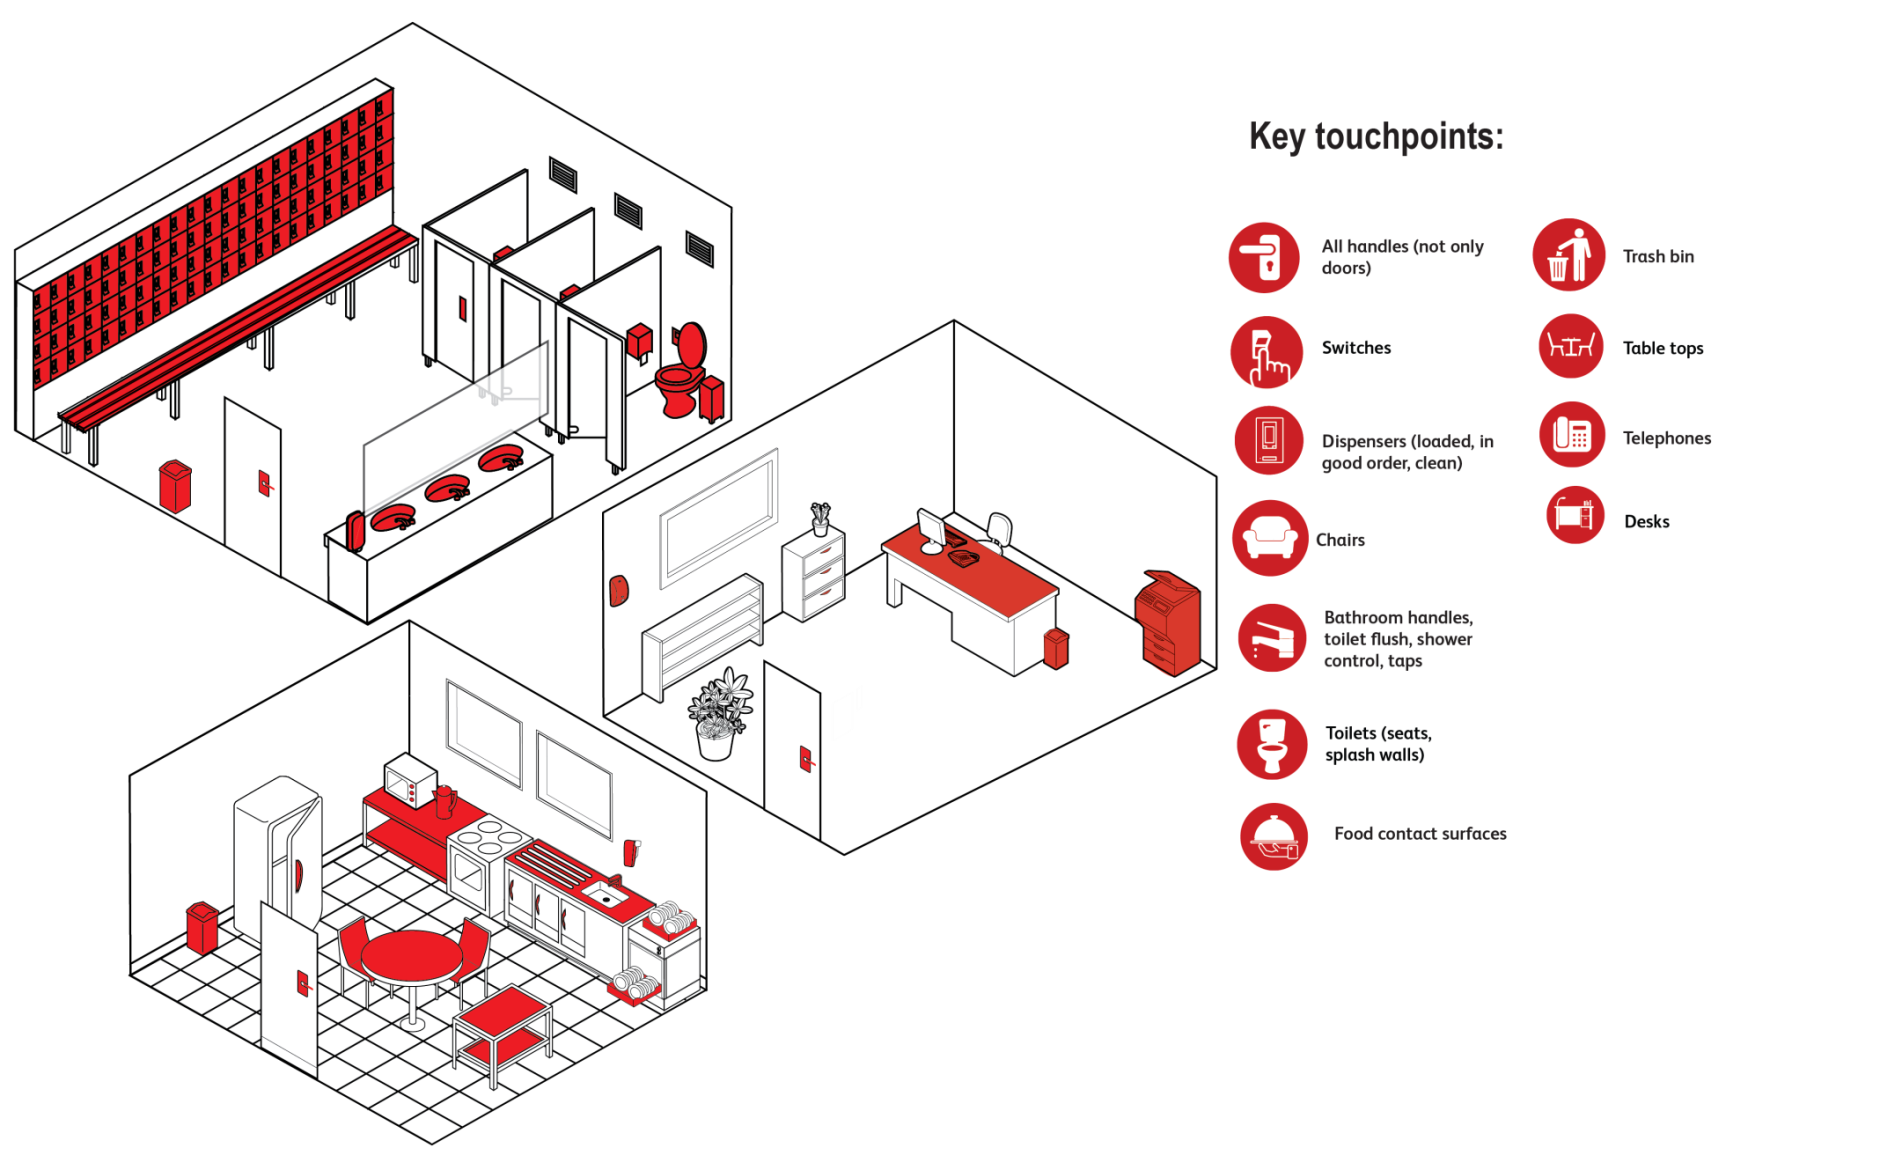 Key touchpoints:
All handles (not only
doors)
Switches
Dispensers (loaded, in
good order, clean)
Chairs
Bathroom handles,
toilet flush, shower
control, taps
Toilets (seats,
splash walls)
Food contact surfaces
Trash bin
Table tops
Telephones
Desks